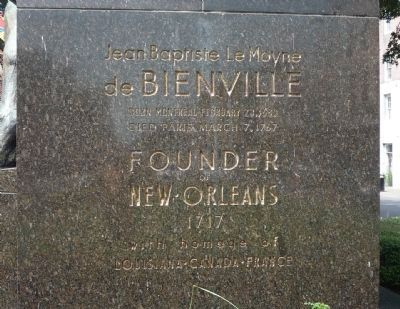 Jean Baptiste Le Moyne
de BIENVILLE
BORN MONTREAL FEBRUARY 23, 1680
DIED PARIS MARCH 7, 1767
FOUNDER
OF
NEW·ORLEANS
1717
with homage of
LOUISIANA·CANADA·FRANCE